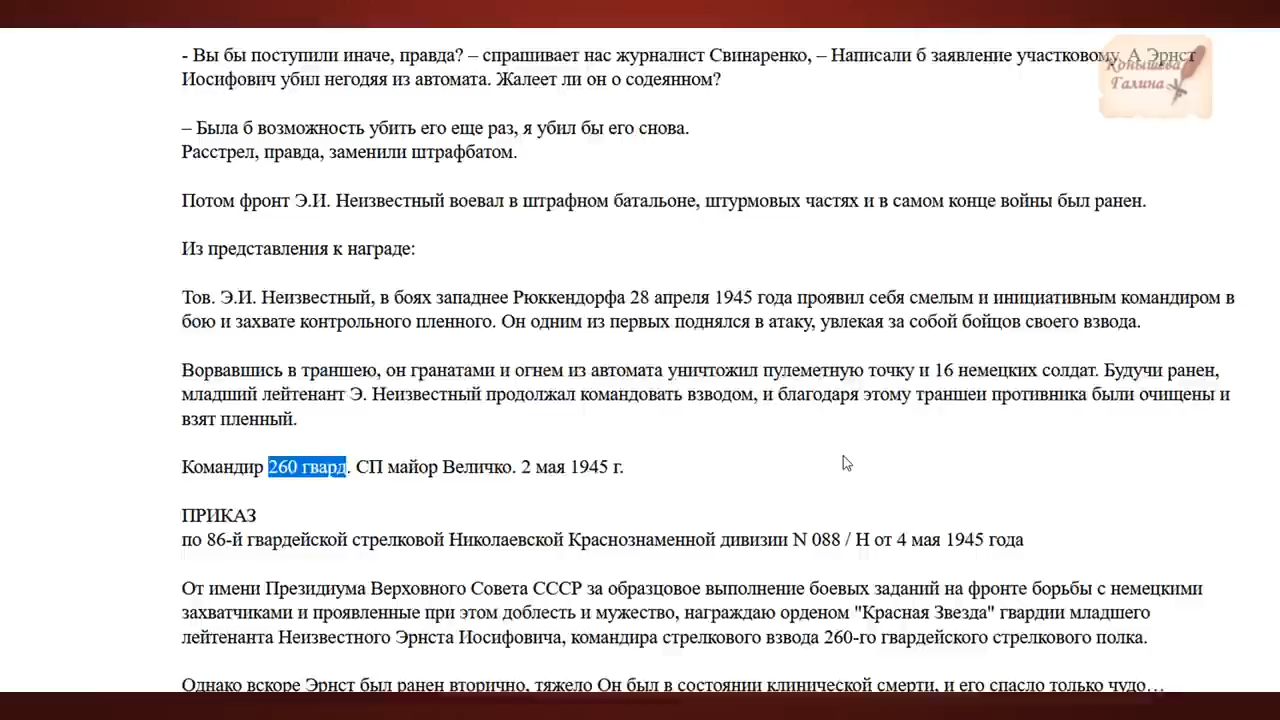 - Вы бы поступили иначе, правда? – спрашивает нас журналист Свинаренко, – Написали б заявление участковому. А Эрнст
Иосифович убил негодяя из автомата. Жалеет ли он о содеянном?
Конышева
Галина
– Была б возможность убить его еще раз, я убил бы его снова.
Расстрел, правда, заменили штрафбатом.
Потом фронт Э.И. Неизвестный воевал в штрафном батальоне, штурмовых частях и в самом конце войны был ранен.
Из представления к награде:
Тов. Э.И. Неизвестный, в боях западнее Рюккендорфа 28 апреля 1945 года проявил себя смелым и инициативным командиром в
бою и захвате контрольного пленного. Он одним из первых поднялся в атаку, увлекая за собой бойцов своего взвода.
Ворвавшись в траншею, он гранатами и огнем из автомата уничтожил пулеметную точку и 16 немецких солдат. Будучи ранен,
младший лейтенант Э. Неизвестный продолжал командовать взводом, и благодаря этому траншеи противника были очищены и
взят пленный.
Командир 260 гвард. СП майор Величко. 2 мая 1945 г.
ПРИКАЗ
по 86-й гвардейской стрелковой Николаевской Краснознаменной дивизии N 088 / Н от 4 мая 1945 года
От имени Президиума Верховного Совета СССР за образцовое выполнение боевых заданий на фронте борьбы с немецкими
захватчиками и проявленные при этом доблесть и мужество, награждаю орденом "Красная Звезда" гвардии младшего
лейтенанта Неизвестного Эрнста Иосифовича, командира стрелкового взвода 260-го гвардейского стрелкового полка.
Однако вскоре Эрнст был ранен вторично, тяжело Он был в состоянии клинической смерти, и его спасло только чудо…